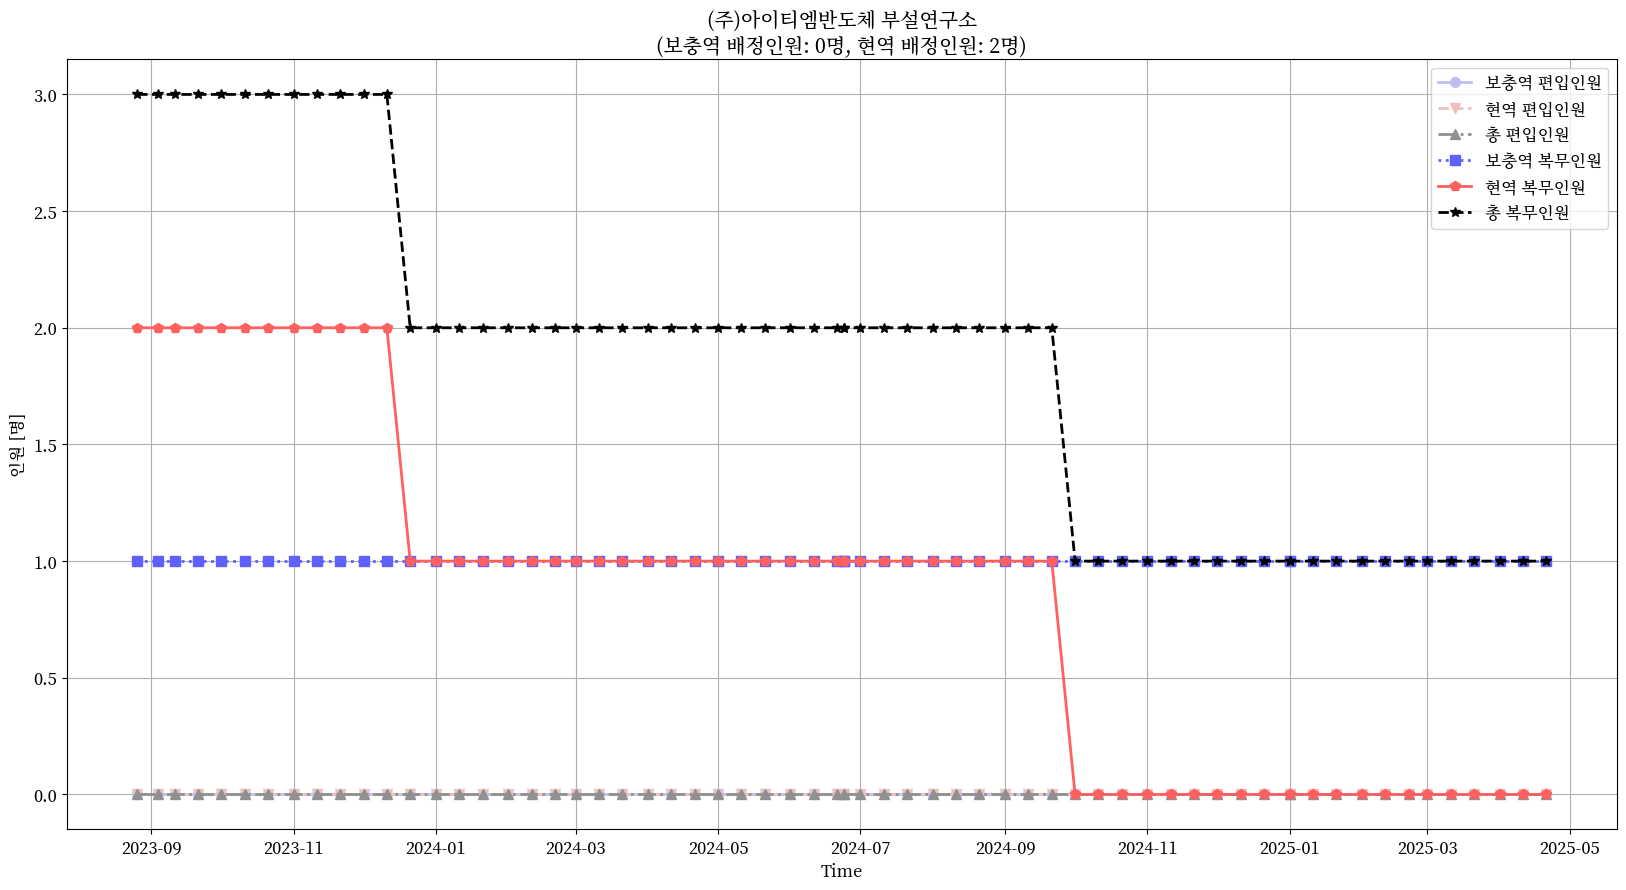 (주)아이티엠반도체 부설연구소
(보충역 배정인원: 0명, 현역 배정인원: 2명)
보충역 편입인원
현역 편입인원
총 편입인원
보충역 복무인원
현역 복무인원
총 복무인원
인원 [명]
3.0
2.5
2.0
1.5
1.0
0.5
0.0
2023-09
2023-11
2024-01
2024-03
2024-05
2024-07
2024-09
2024-11
2025-01
2025-03
2025-05
Time